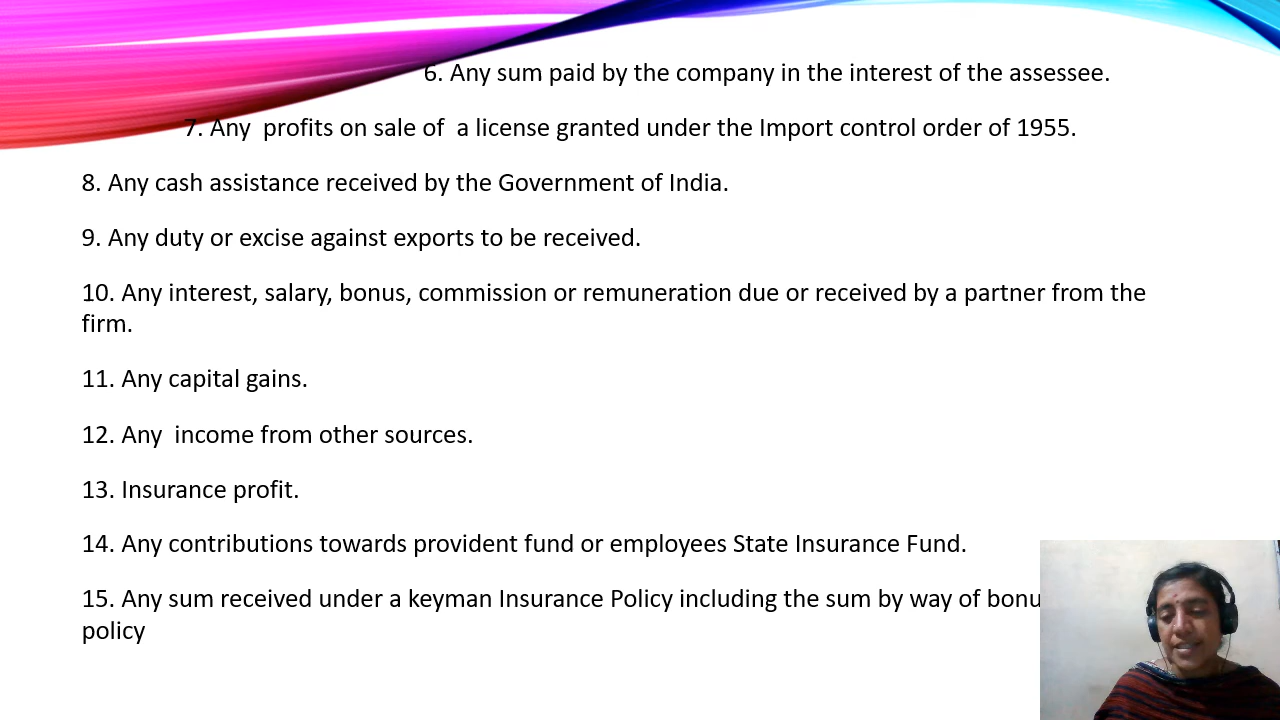 6. Any sum paid by the company in the interest of the assessee.
7. Any  profits on sale of  a license granted under the Import control order of 1955.
8. Any cash assistance received by the Government of India.
9. Any duty or excise against exports to be received.
10. Any interest, salary, bonus, commission or remuneration due or received by a partner from the
firm.
11. Any capital gains.
12. Any  income from other sources.
13. Insurance profit.
14. Any contributions towards provident fund or employees State Insurance Fund.
15. Any sum received under a keyman Insurance Policy including the sum by way of
policy